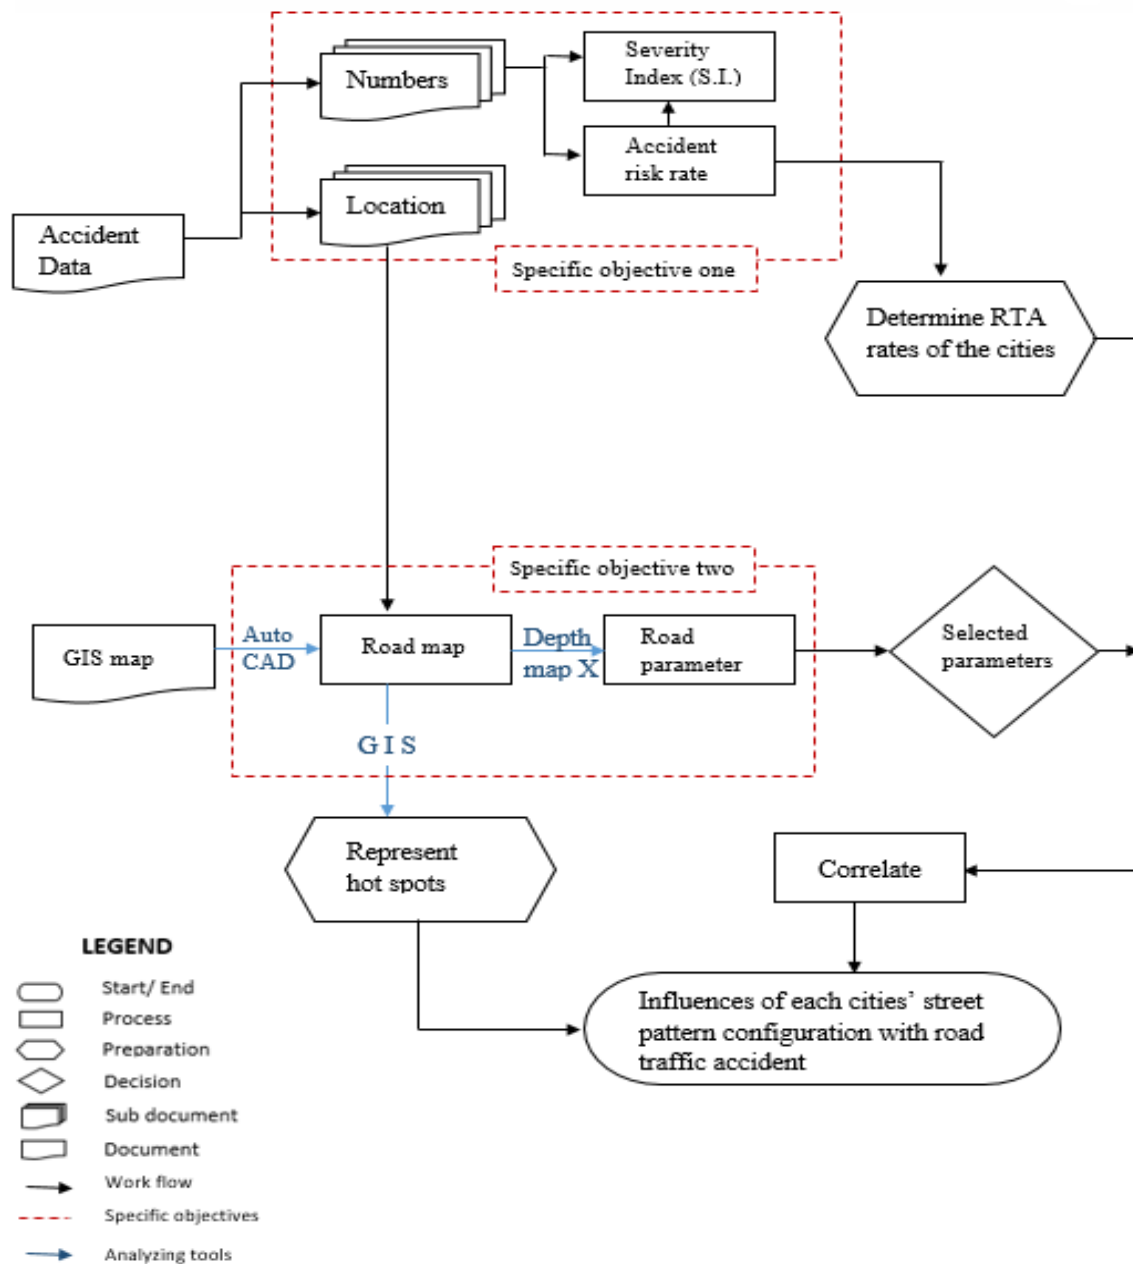 Numbers
Severity
Index (S.I.)
Accident
risk rate
Location
Accident
Data
Specific objective one
Determine RTA
rates of the cities
Specific objective two
GIS map
Auto
CAD
Road map
Depth
map X
Road
parameter
Selected
parameters
G I S
Represent
hot spots
Correlate
Influences of each cities’ street
pattern configuration with road
traffic accident
LEGEND
Start/ End
Process
Preparation
Decision
Sub document
Document
Work flow
Specific objectives
Analyzing tools